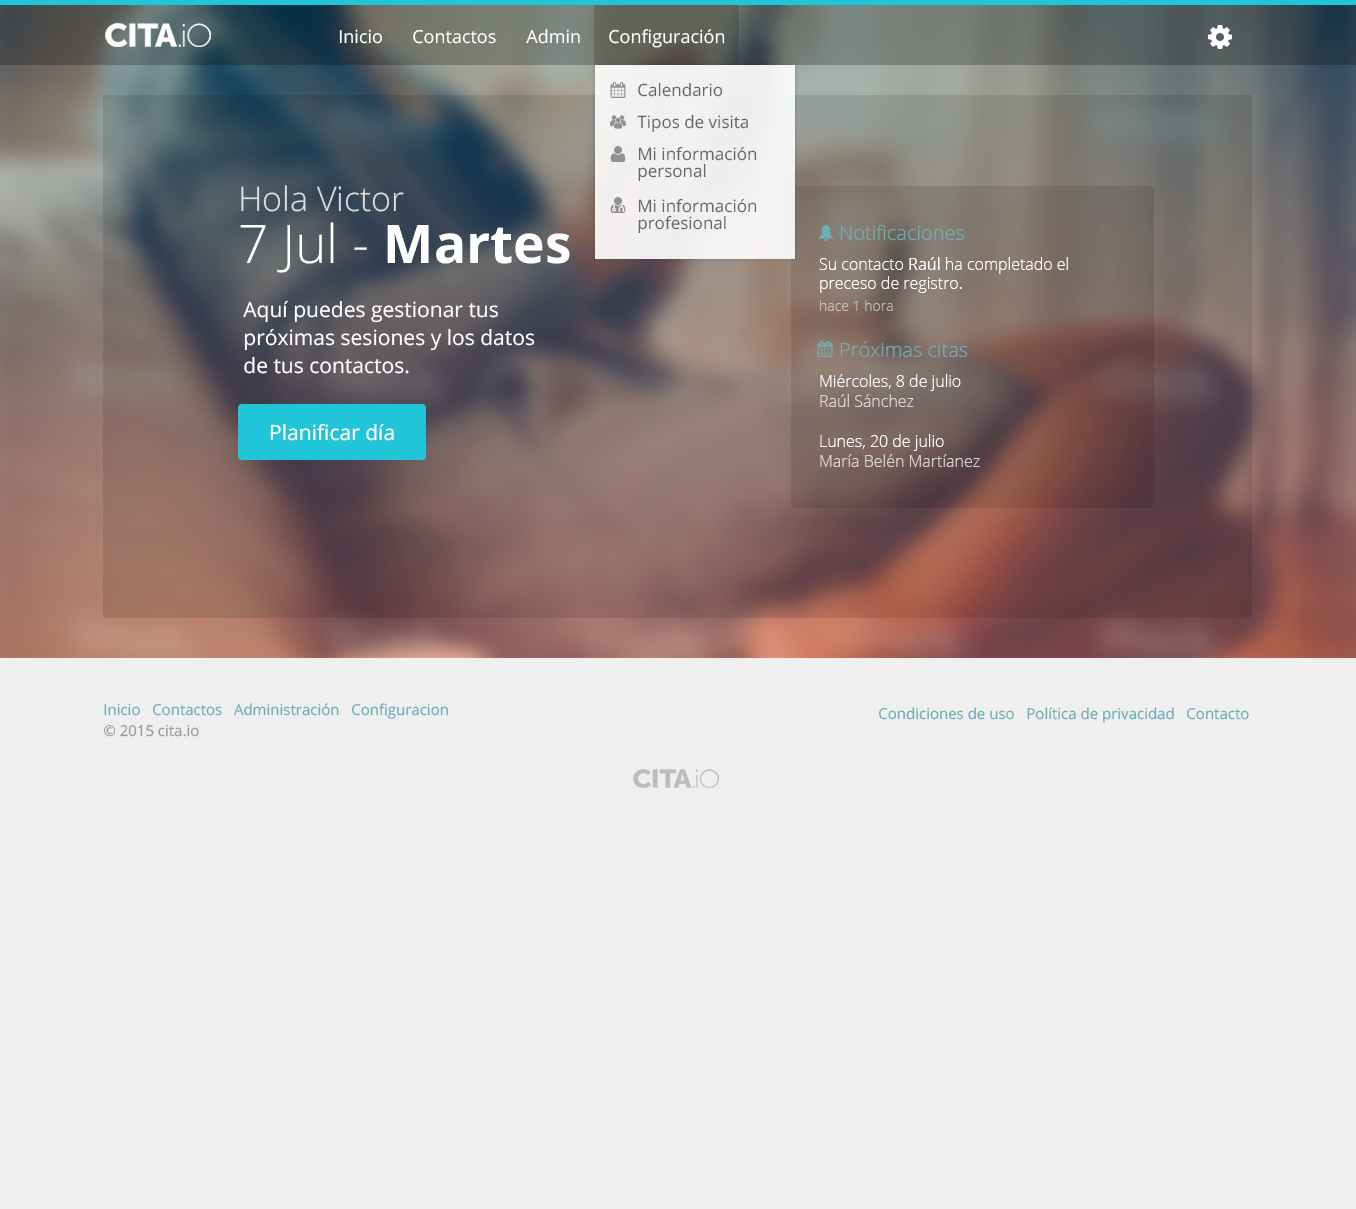 CITA.iO
Inicio Contactos Admin Configuración
Calendario
Tipos de visita
Mi información
personal
Mi información
profesional
Hola Victor
7 Jul - Martes
Aquí puedes gestionar tus
próximas sesiones y los datos
de tus contactos.
Planificar día
Notificaciones
Su contacto Raúl ha completado el
preceso de registro.
hace 1 hora
Próximas citas
Miércoles, 8 de julio
Raúl Sánchez
Lunes, 20 de julio
María Belén Martíanez
Inicio Contactos Administración Configuracion
© 2015 cita.io
Condiciones de uso Política de privacidad Contacto
CITA.iO